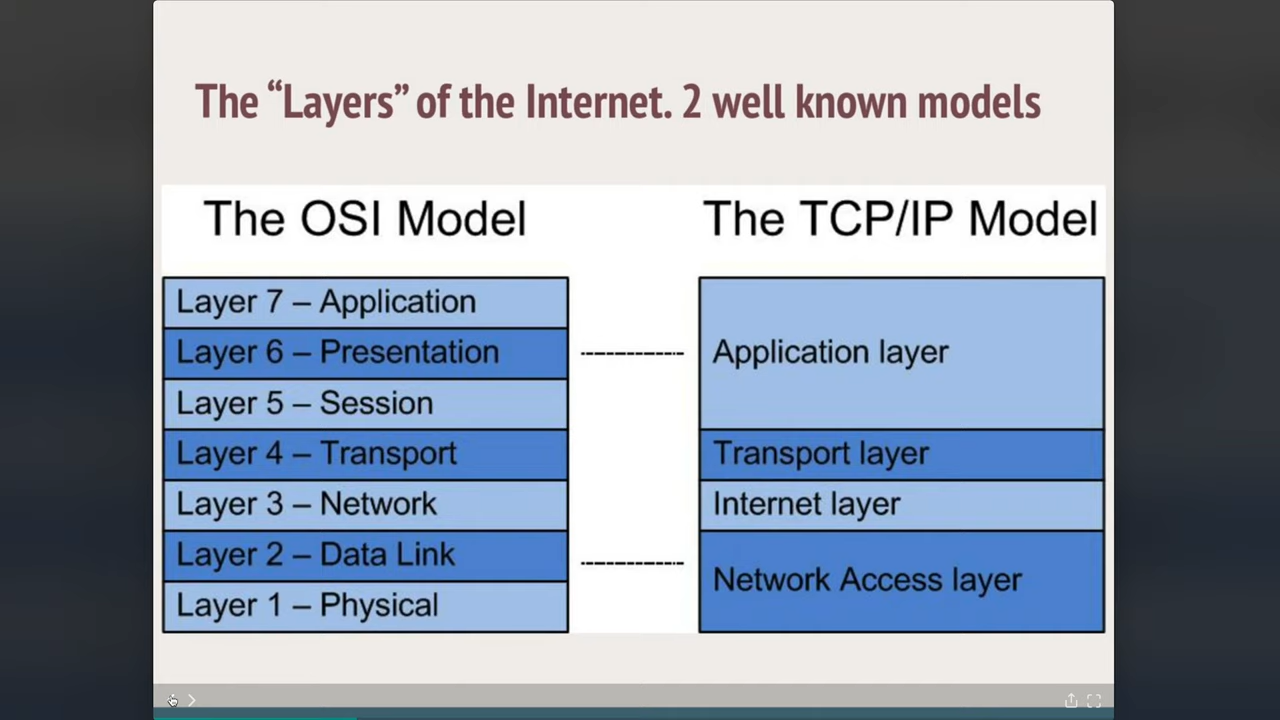 The “Layers” of the Internet. 2 well known models
The OSI Model
Layer 7 – Application
Layer 6 – Presentation
Layer 5 – Session
Layer 4 – Transport
Layer 3 – Network
Layer 2 – Data Link
Layer 1 – Physical
The TCP/IP Model
Application layer
Transport layer
Internet layer
Network Access layer